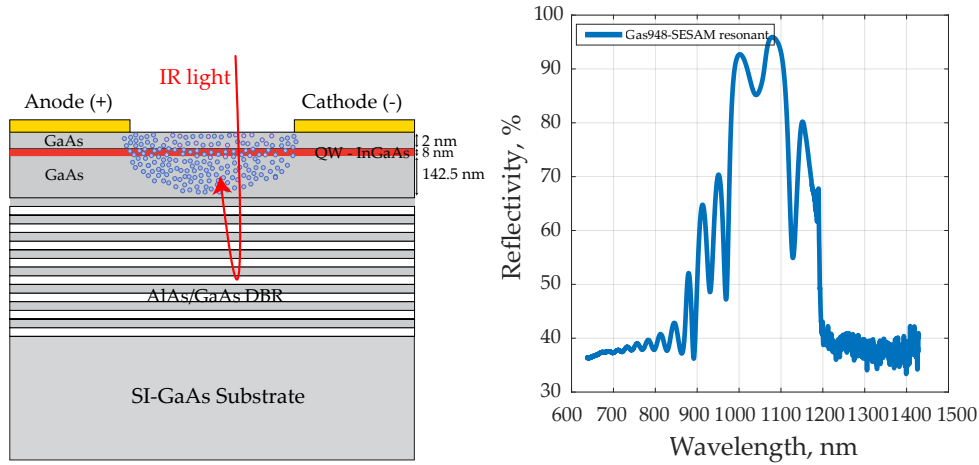 IR light
Anode (+)
Cathode (-)
GaAs
2 nm
QW - InGaAs
8 nm
GaAs
142.5 nm
AlAs/GaAs DBR
SI-GaAs Substrate
100
90
80
70
60
50
40
30
Reflectivity, %
Gas948-SESAM resonant
600 700 800 900 1000 1100 1200 1300 1400 1500
Wavelength, nm